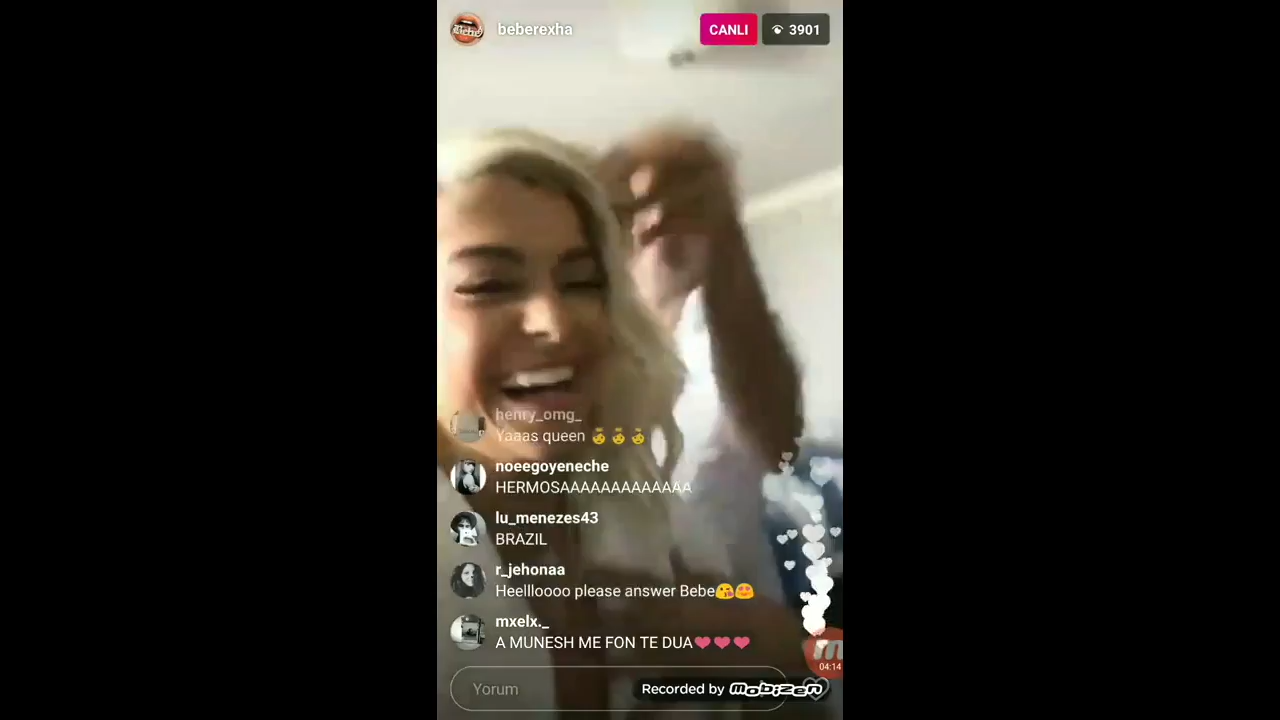 Bebe
beberexha
CANLI
3901
henry_omg_
Yaaas queen 👸👸👸
noeegoyeneche
HERMOSAAAAAAAAAAAAA
lu_menezes43
BRAZIL
r_jehonaa
Heellloooo please answer Bebe😘😍
mxelx._
A MUNESH ME FON TE DUA❤❤❤
04:14
Yorum
Recorded by mobizen